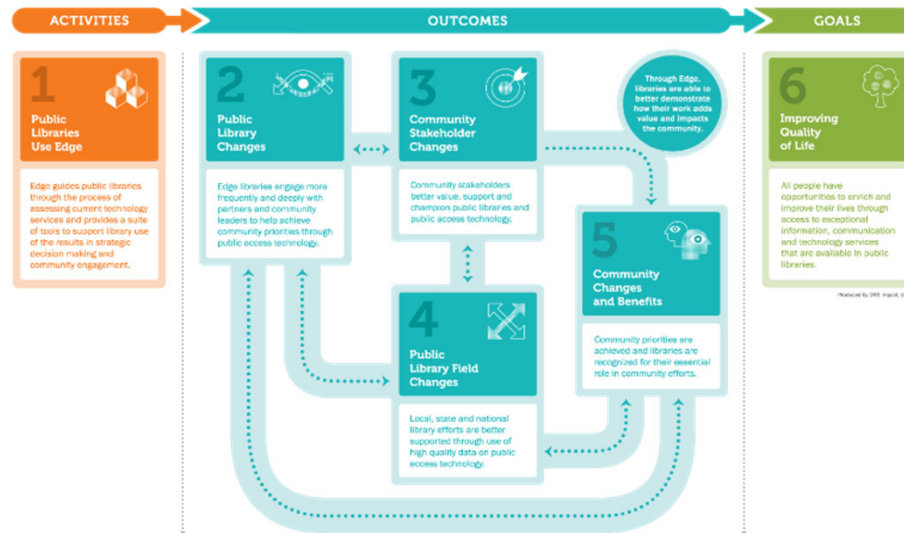 ACTIVITIES
OUTCOMES
GOALS
1
Public
Libraries
Use Edge
Edge guides public libraries
through the process of
assessing current technology
services and provides a suite
of tools to support library use
of the results in strategic
decision making and
community engagement.
2
Public
Library
Changes
Edge libraries engage more
frequently and deeply with
partners and community
leaders to help achieve
community priorities through
public access technology.
3
Community
Stakeholder
Changes
Community stakeholders
better value, support and
champion public libraries and
public access technology.
Through Edge,
libraries are able to
better demonstrate
how their work adds
value and impacts
the community.
4
Public
Library Field
Changes
Local, state and national
library efforts are better
supported through use of
high quality data on public
access technology.
5
Community
Changes
and Benefits
Community priorities are
achieved and libraries are
recognized for their essential
role in community efforts.
6
Improving
Quality
of Life
All people have
opportunities to enrich and
improve their lives through
access to exceptional
information, communication
and technology services
that are available in public
libraries.
Produced by